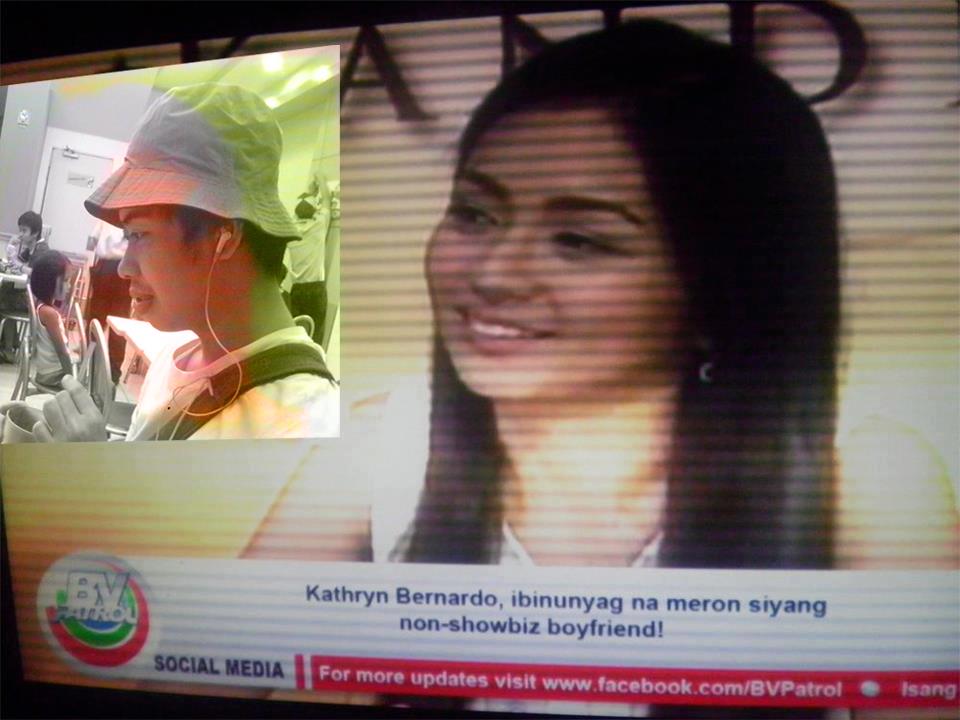 BV
PATROL
Kathryn Bernardo, ibinunyag na meron siyang
non-showbiz boyfriend!
SOCIAL MEDIA
For more updates visit www.facebook.com/BVPatrol
Isang